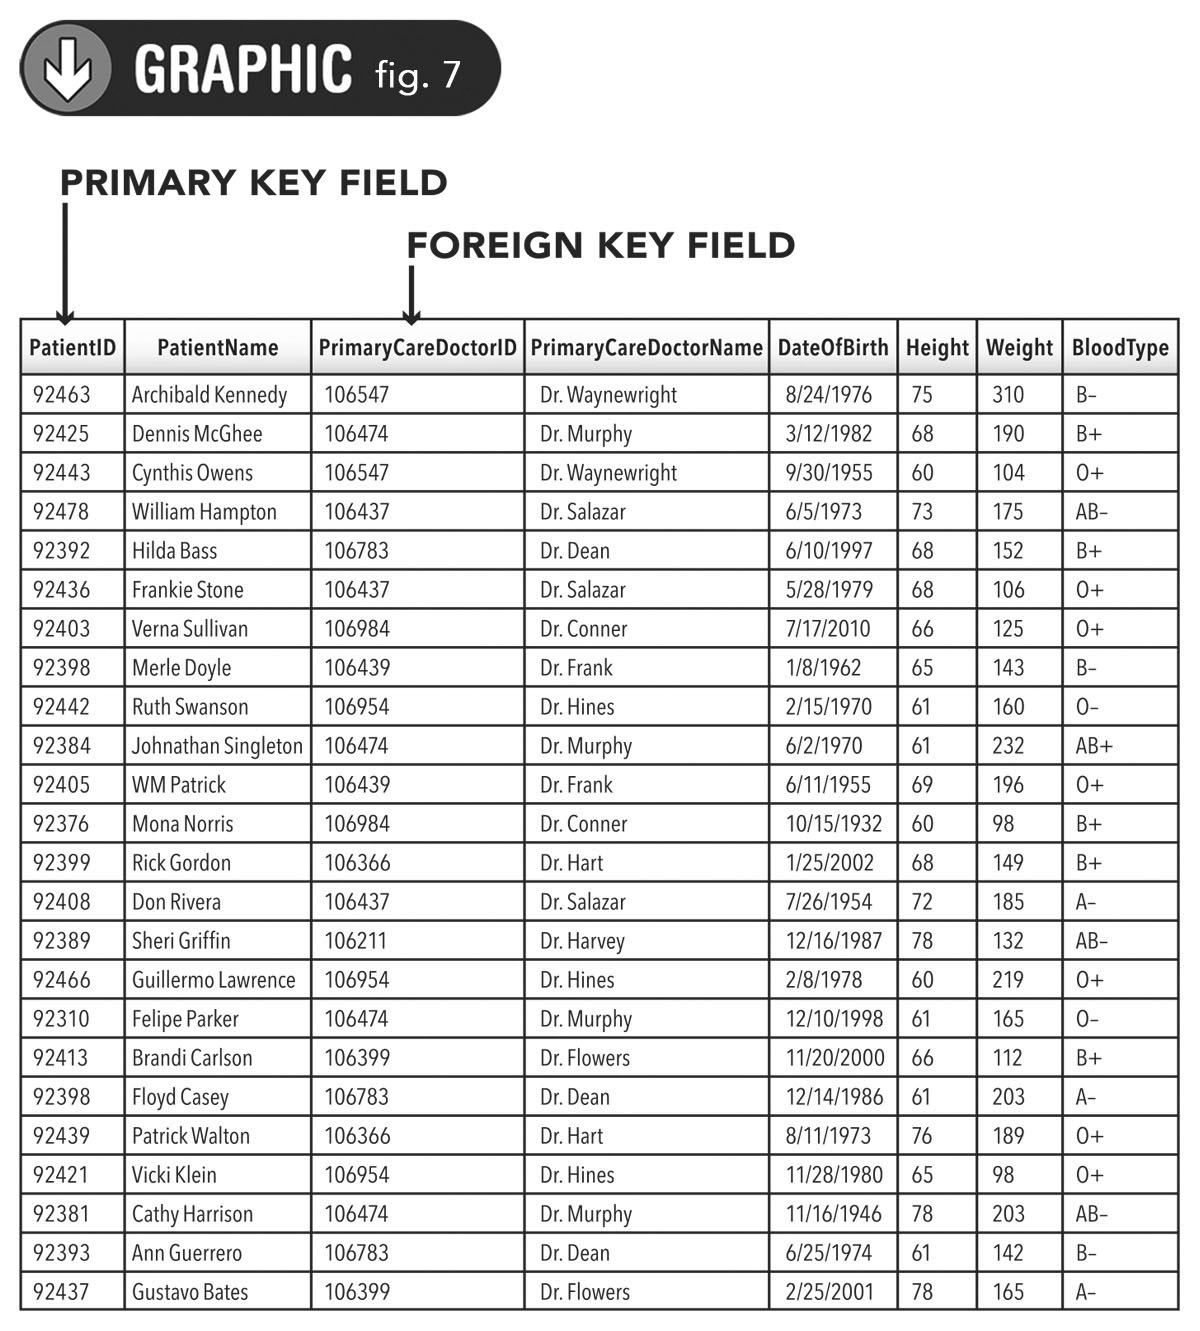 GRAPHIC fig. 7
PRIMARY KEY FIELD
FOREIGN KEY FIELD
PatientID PatientName PrimaryCareDoctorID PrimaryCareDoctorName DateOfBirth Height Weight BloodType
92463 Archibald Kennedy 106547 Dr. Waynewright 8/24/1976 75 310 B–
92425 Dennis McGhee 106474 Dr. Murphy 3/12/1982 68 190 B+
92443 Cynthis Owens 106547 Dr. Waynewright 9/30/1955 60 104 O+
92478 William Hampton 106437 Dr. Salazar 6/5/1973 73 175 AB–
92392 Hilda Bass 106783 Dr. Dean 6/10/1997 68 152 B+
92436 Frankie Stone 106437 Dr. Salazar 5/28/1979 68 106 O+
92403 Verna Sullivan 106984 Dr. Conner 7/17/2010 66 125 O+
92398 Merle Doyle 106439 Dr. Frank 1/8/1962 65 143 B–
92442 Ruth Swanson 106954 Dr. Hines 2/15/1970 61 160 O–
92384 Johnathan Singleton 106474 Dr. Murphy 6/2/1970 61 232 AB+
92405 WM Patrick 106439 Dr. Frank 6/11/1955 69 196 O+
92376 Mona Norris 106984 Dr. Conner 10/15/1932 60 98 B+
92399 Rick Gordon 106366 Dr. Hart 1/25/2002 68 149 B+
92408 Don Rivera 106437 Dr. Salazar 7/26/1954 72 185 A–
92389 Sheri Griffin 106211 Dr. Harvey 12/16/1987 78 132 AB–
92466 Guillermo Lawrence 106954 Dr. Hines 2/8/1978 60 219 O+
92310 Felipe Parker 106474 Dr. Murphy 12/10/1998 61 165 O–
92413 Brandi Carlson 106399 Dr. Flowers 11/20/2000 66 112 B+
92398 Floyd Casey 106783 Dr. Dean 12/14/1986 61 203 A–
92439 Patrick Walton 106366 Dr. Hart 8/11/1973 76 189 O+
92421 Vicki Klein 106954 Dr. Hines 11/28/1980 65 98 O+
92381 Cathy Harrison 106474 Dr. Murphy 11/16/1946 78 203 AB–
92393 Ann Guerrero 106783 Dr. Dean 6/25/1974 61 142 B–
92437 Gustavo Bates 106399 Dr. Flowers 2/25/2001 78 165 A–